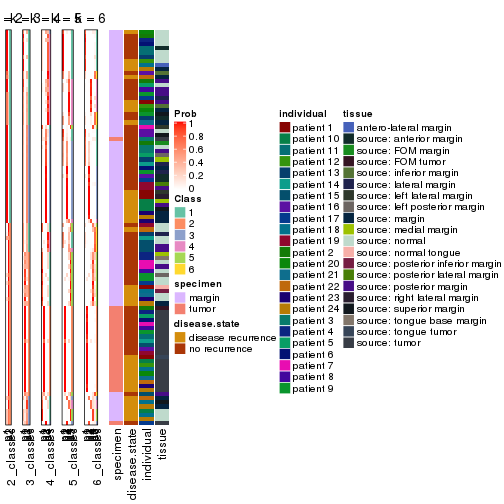 k = 6
Prob
1
0.8
0.6
0.4
0.2
0
Class
1
2
3
4
5
6
specimen
margin
tumor
disease.state
disease recurrence
no recurrence
individual
patient 1
patient 10
patient 11
patient 12
patient 13
patient 14
patient 15
patient 16
patient 17
patient 18
patient 19
patient 2
patient 20
patient 21
patient 22
patient 23
patient 24
patient 3
patient 4
patient 5
patient 6
patient 7
patient 8
patient 9
tissue
antero-lateral margin
source: anterior margin
source: FOM margin
source: FOM tumor
source: inferior margin
source: lateral margin
source: left lateral margin
source: left posterior margin
source: margin
source: medial margin
source: normal
source: normal tongue
source: posterior inferior margin
source: posterior lateral margin
source: posterior margin
source: right lateral margin
source: superior margin
source: tongue base margin
source: tongue tumor
source: tumor
2_classes
3_classes
4_classes
5_classes
6_classes
specimen
disease.state
individual
tissue